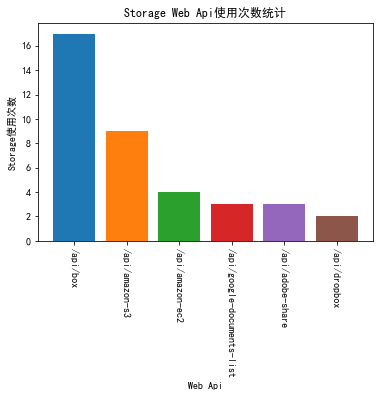 Storage Web Api使用次数统计
Storage使用次数
16
14
12
10
8
6
4
2
0
/api/box
/api/amazon-s3
/api/amazon-ec2
/api/google-documents-list
/api/adobe-share
/api/dropbox
Web Api